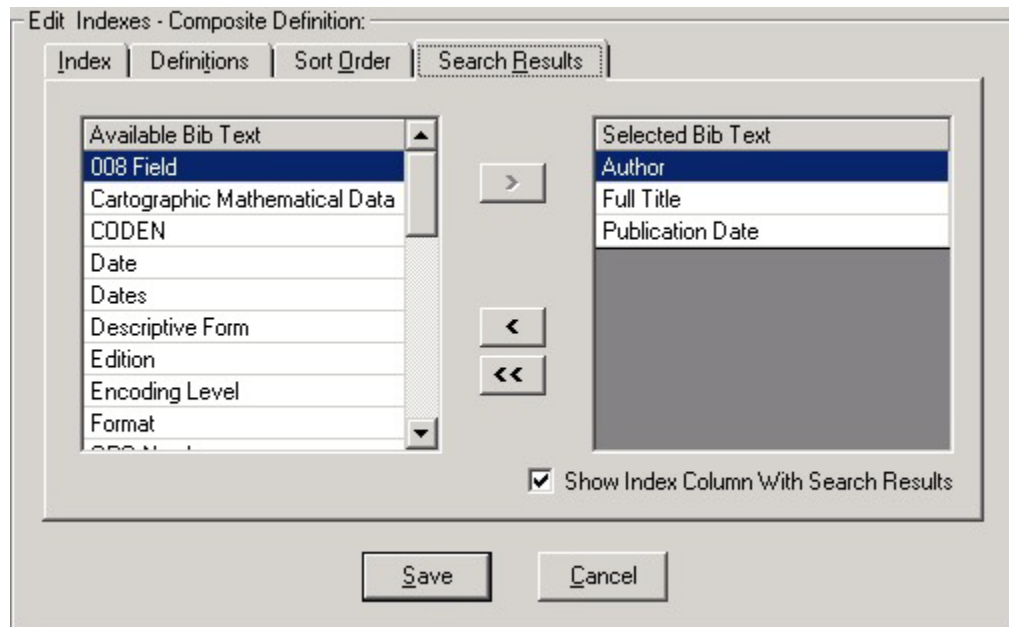 Edit Indexes - Composite Definition:
Index
Definitions
Sort Order
Search Results
Available Bib Text
008 Field
Cartographic Mathematical Data
CODEN
Date
Dates
Descriptive Form
Edition
Encoding Level
Format
>
<
<<
Selected Bib Text
Author
Full Title
Publication Date
Show Index Column With Search Results
Save
Cancel